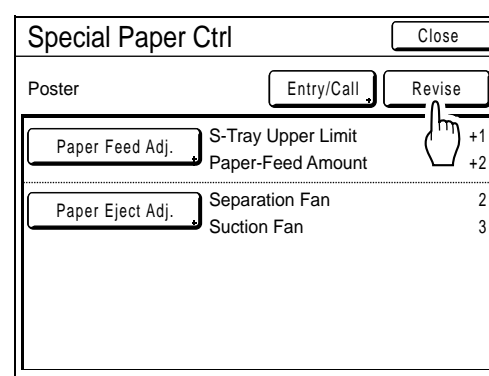 Special Paper Ctrl Close
Poster Entry/Call Revise
Paper Feed Adj. S-Tray Upper Limit +1
Paper-Feed Amount +2
Paper Eject Adj. Separation Fan 2
Suction Fan 3